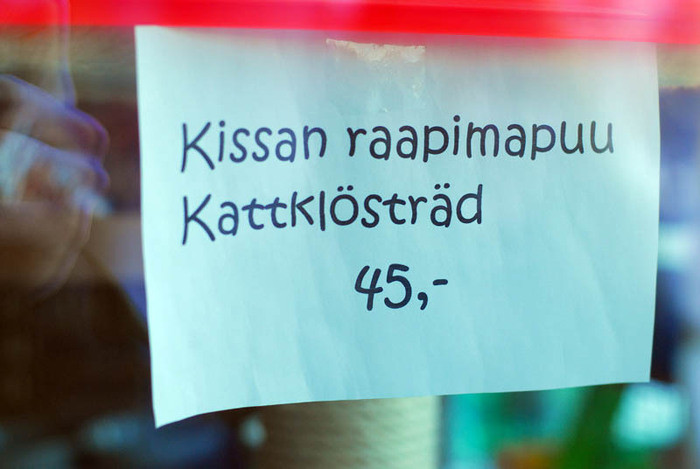 Kissan raapimapuu
Kattklösträd
45,-